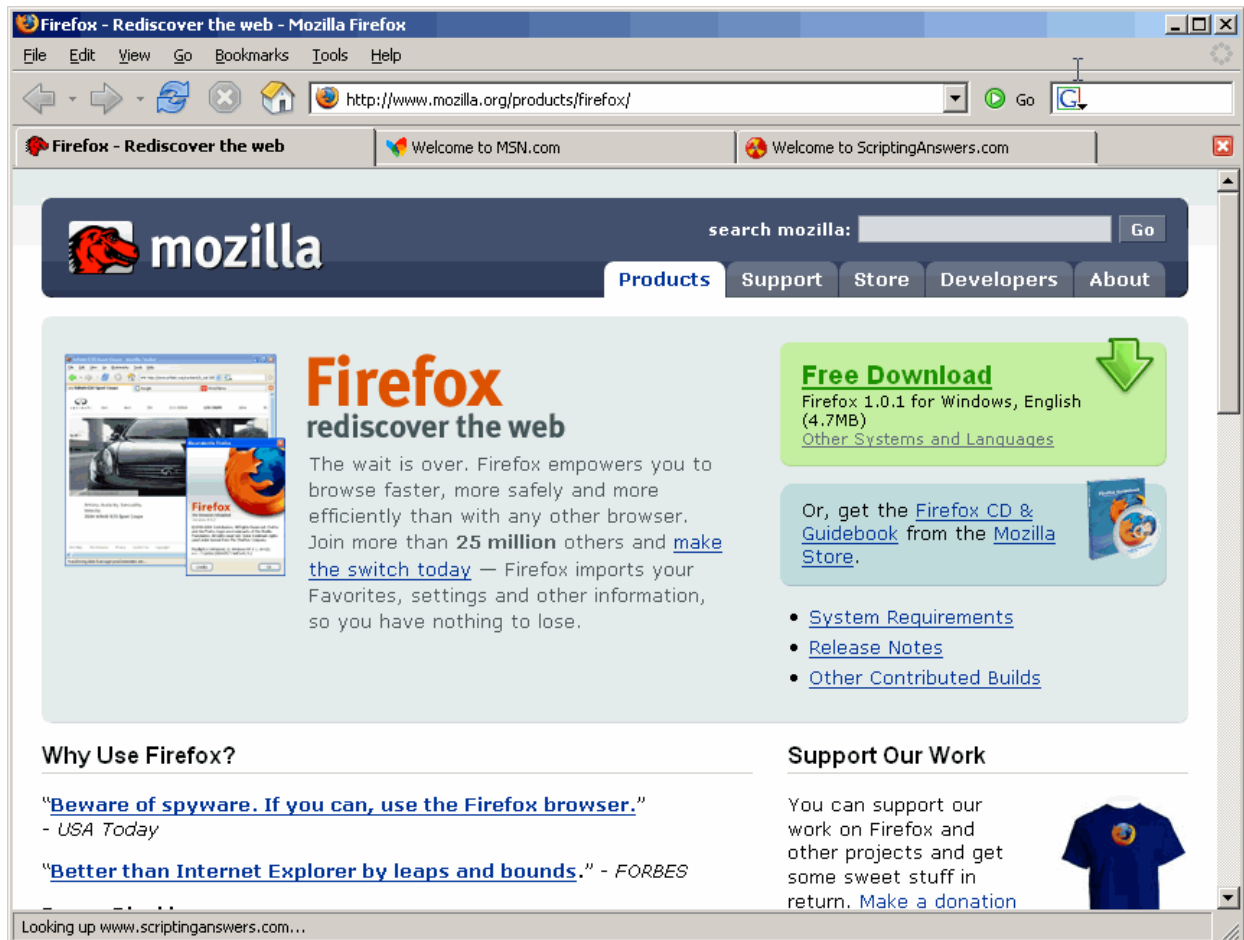 Firefox - Rediscover the web - Mozilla Firefox
File Edit View Go Bookmarks Tools Help
http://www.mozilla.org/products/firefox/ Go G
Firefox - Rediscover the web Welcome to MSN.com Welcome to ScriptingAnswers.com
mozilla
search mozilla: Go
Products Support Store Developers About
Firefox
rediscover the web
The wait is over. Firefox empowers you to
browse faster, more safely and more
efficiently than with any other browser.
Join more than 25 million others and make
the switch today — Firefox imports your
Favorites, settings and other information,
so you have nothing to lose.
Firefox
Free Download
Firefox 1.0.1 for Windows, English
(4.7MB)
Other Systems and Languages
Or, get the Firefox CD &
Guidebook from the Mozilla
Store.
• System Requirements
• Release Notes
• Other Contributed Builds
Why Use Firefox?
"Beware of spyware. If you can, use the Firefox browser."
- USA Today
"Better than Internet Explorer by leaps and bounds." - FORBES
Support Our Work
You can support our
work on Firefox and
other projects and get
some sweet stuff in
return. Make a donation
Looking up www.scriptinganswers.com...